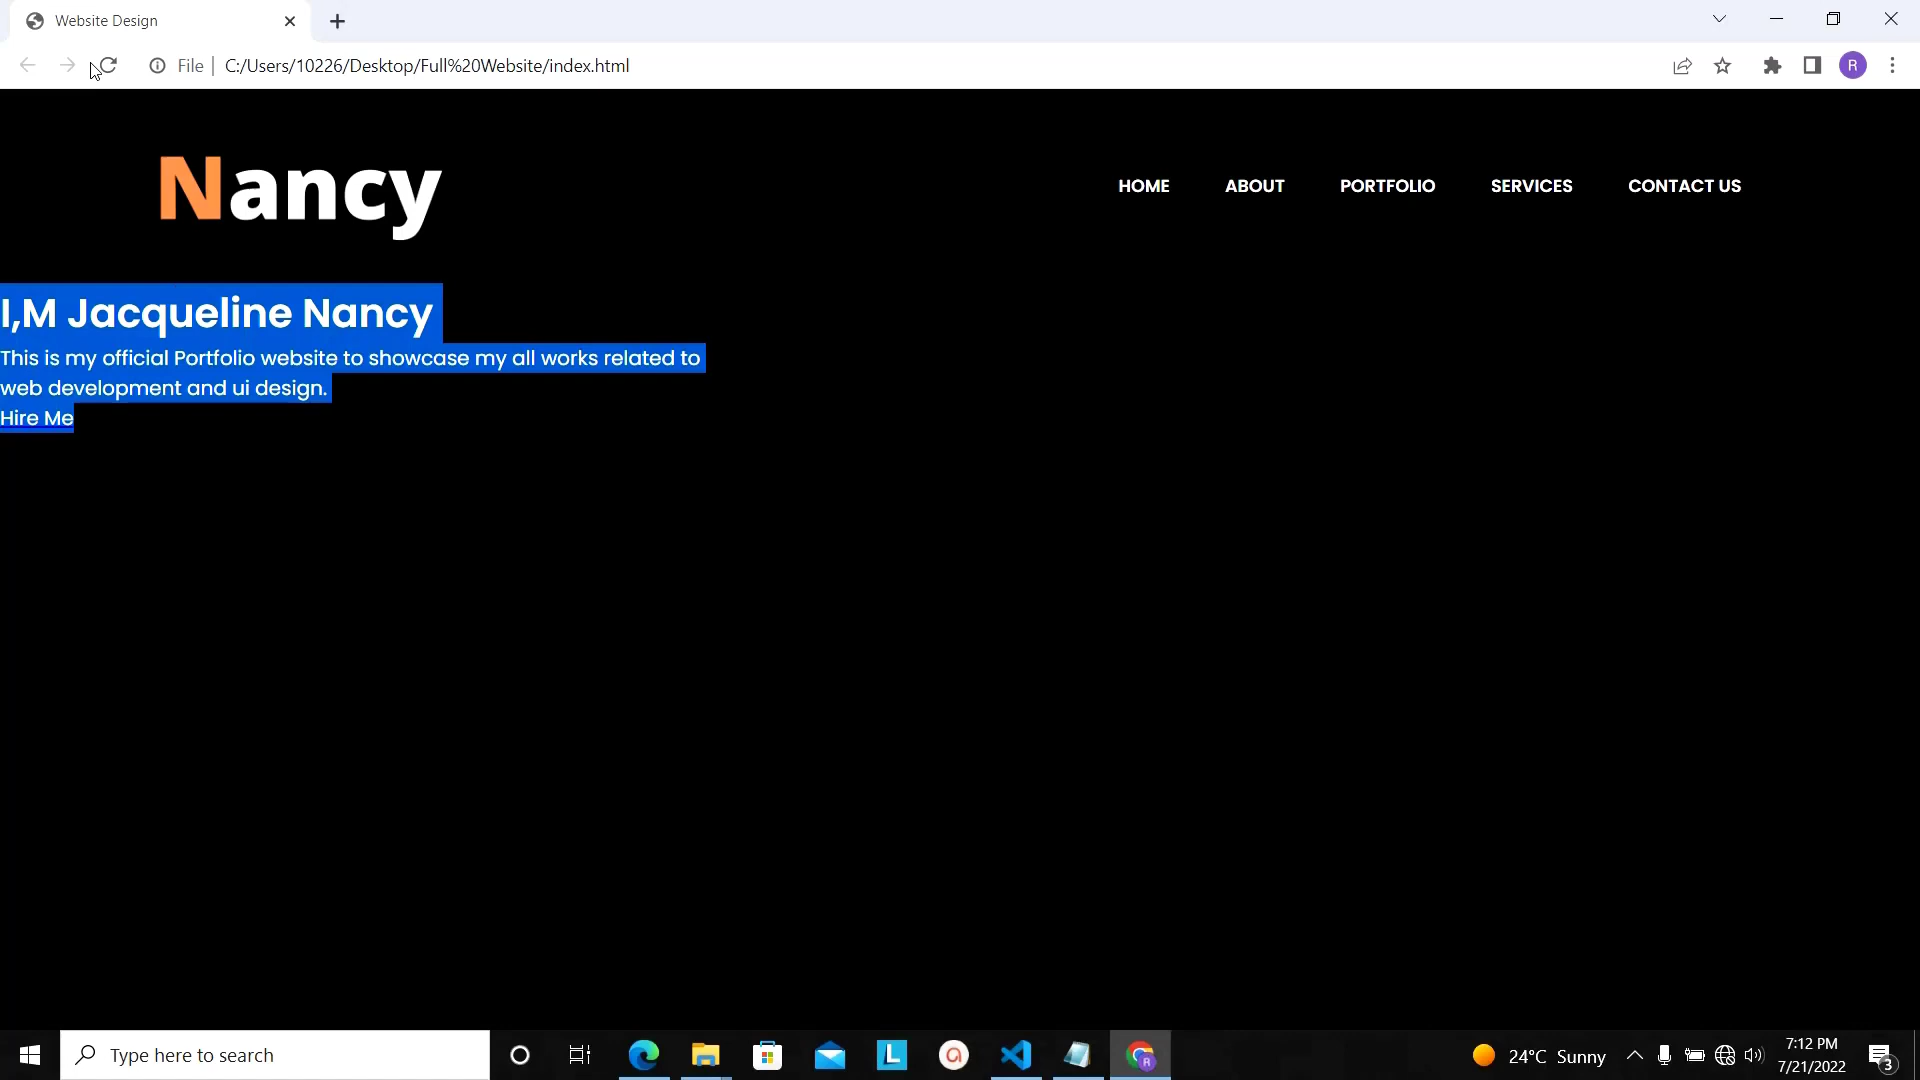 Website Design
File
C:/Users/10226/Desktop/Full%20Website/index.html
R
Nancy
HOME ABOUT PORTFOLIO SERVICES CONTACT US
I,M Jacqueline Nancy
This is my official Portfolio website to showcase my all works related to
web development and ui design.
Hire Me
Type here to search
L
a
R
24°C Sunny
7:12 PM
7/21/2022
3